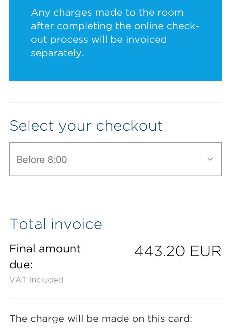 Any charges made to the room
after completing the online check-
out process will be invoiced
separately.
Select your checkout
Before 8:00
Total invoice
Final amount
due:
443.20 EUR
VAT included
The charge will be made on this card: